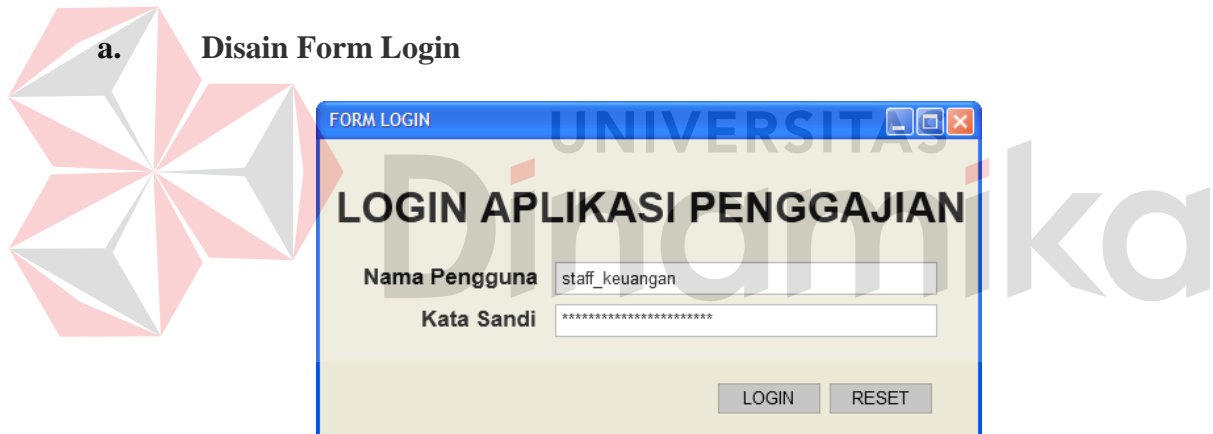 a. Disain Form Login
FORM LOGIN
UNIVERSITAS
Dinamika
LOGIN APLIKASI PENGGAJIAN
Nama Pengguna staff_keuangan
Kata Sandi ***********************
LOGIN RESET